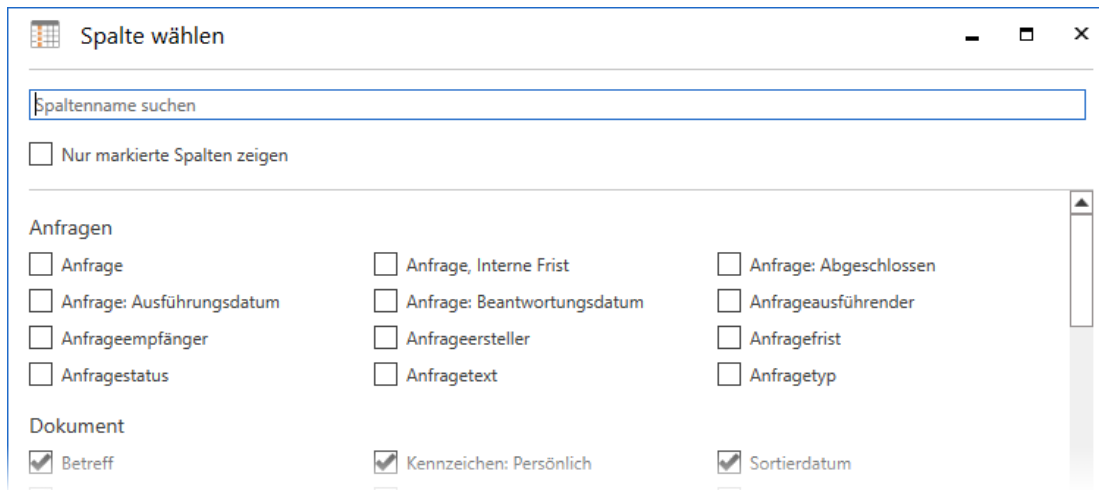 Spalte wählen
Spaltenname suchen
Nur markierte Spalten zeigen
Anfragen
Anfrage Anfrage, Interne Frist Anfrage: Abgeschlossen
Anfrage: Ausführungsdatum Anfrage: Beantwortungsdatum Anfrageausführender
Anfrageempfänger Anfrageersteller Anfragefrist
Anfragestatus Anfragetext Anfragetyp
Dokument
Betreff Kennzeichen: Persönlich Sortierdatum